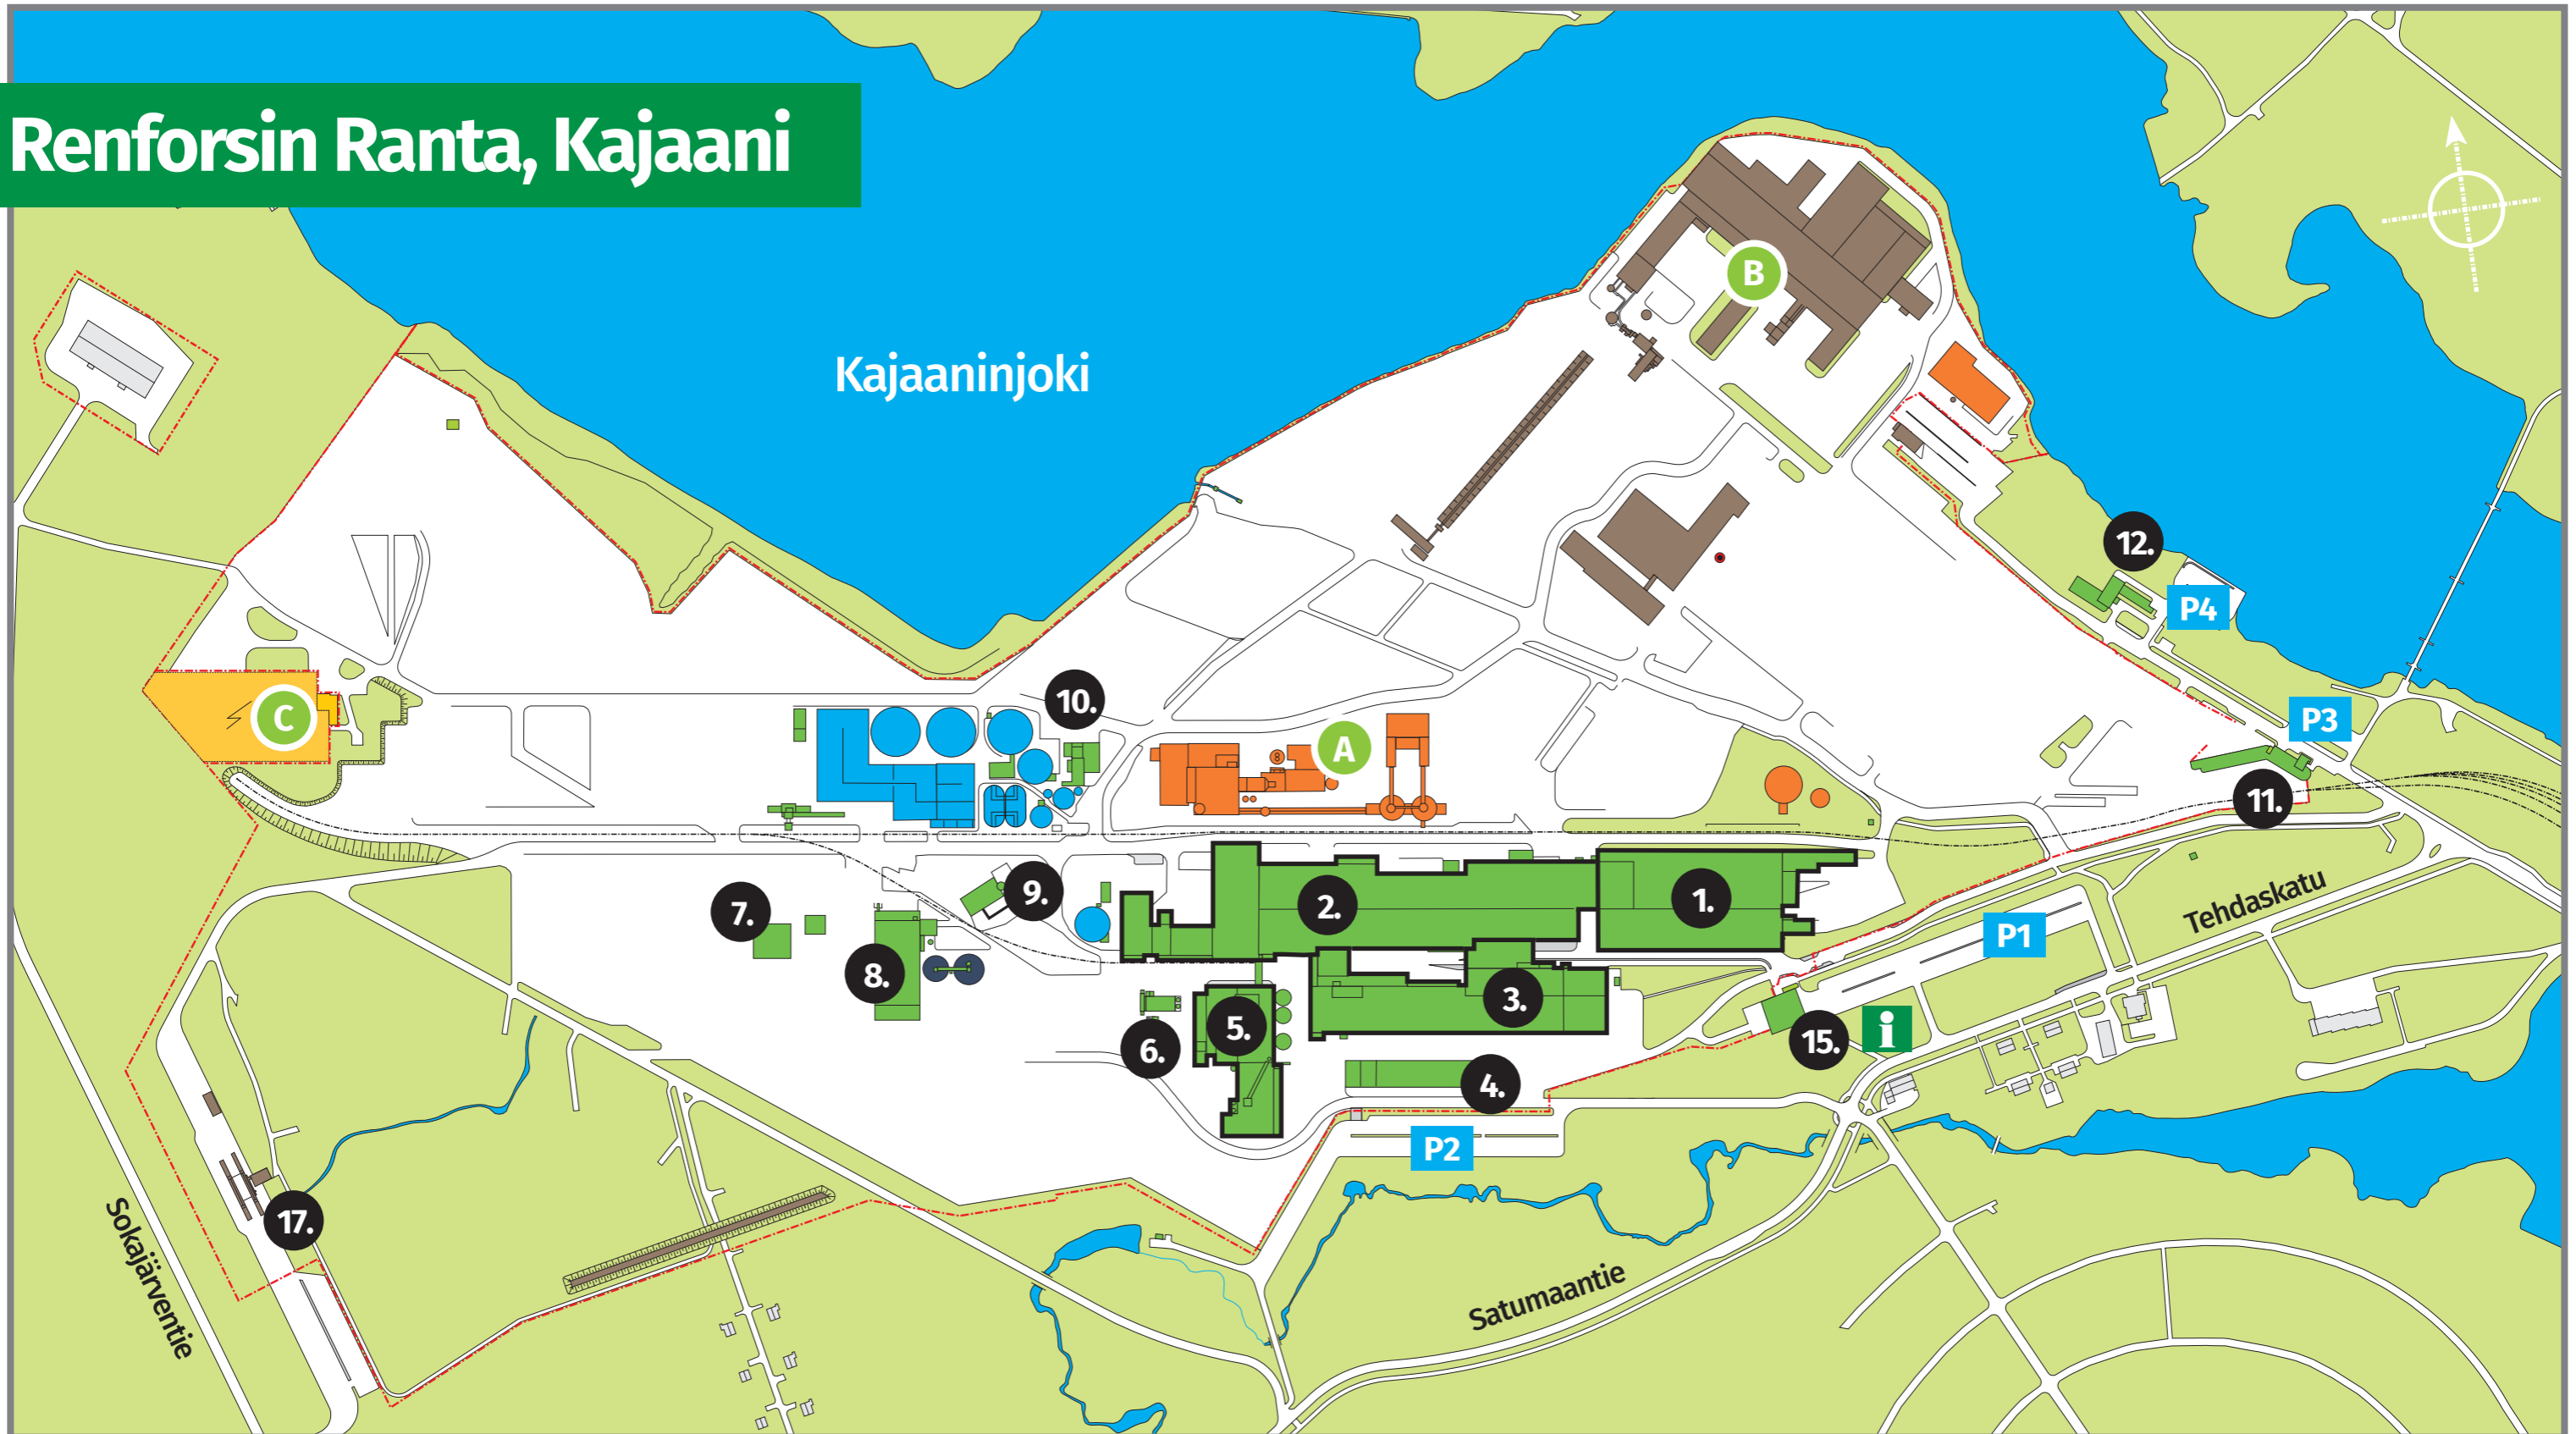 Renforsin Ranta, Kajaani
B
Kajaaninjoki
12.
P4
10.
C
A
P3
11.
9.
2.
1.
7.
P1
Tehdaskatu
8.
3.
5.
15.
i
6.
4.
P2
17.
Sokajärventie
Satumaantie